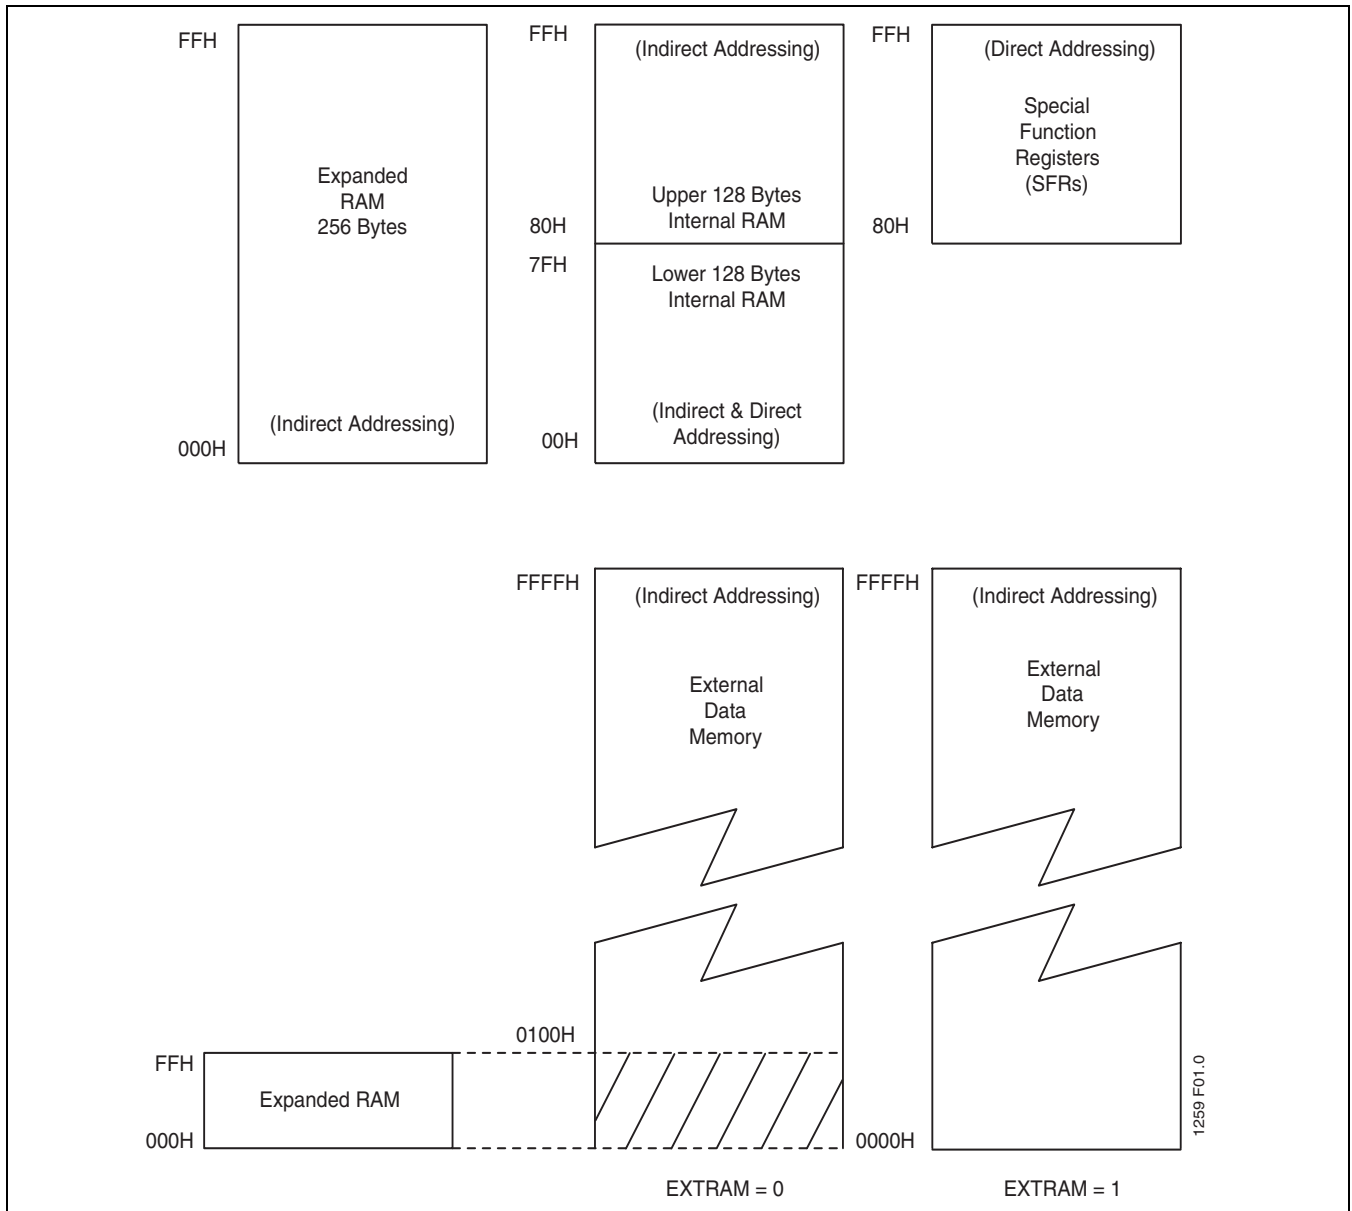 FFH
Expanded
RAM
256 Bytes
(Indirect Addressing)
000H
FFH
(Indirect Addressing)
Upper 128 Bytes
Internal RAM
80H
7FH
Lower 128 Bytes
Internal RAM
(Indirect & Direct
Addressing)
00H
FFH
(Direct Addressing)
Special
Function
Registers
(SFRs)
80H
FFFFH
(Indirect Addressing)
External
Data
Memory
FFFFH
(Indirect Addressing)
External
Data
Memory
0100H
FFH
Expanded RAM
000H
0000H
EXTRAM = 0
EXTRAM = 1
1259 F01.0